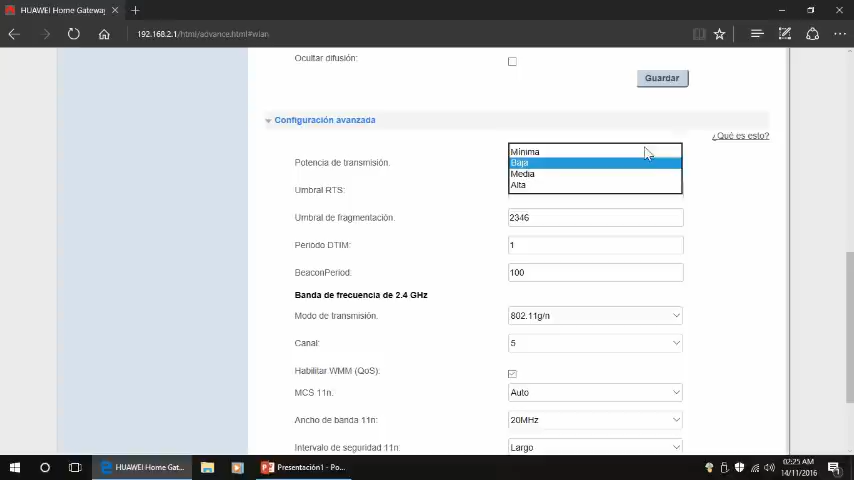 HUAWEI Home Gateway
192.168.2.1/html/advance.html#wlan
Ocultar difusión:
Guardar
Configuración avanzada
¿Qué es esto?
Potencia de transmisión.
Mínima
Baja
Media
Alta
Umbral RTS:
Umbral de fragmentación. 2346
Periodo DTIM: 1
BeaconPeriod: 100
Banda de frecuencia de 2.4 GHz
Modo de transmisión. 802.11g/n
Canal: 5
Habilitar WMM (QoS):
MCS 11n. Auto
Ancho de banda 11n: 20MHz
Intervalo de seguridad 11n: Largo
HUAWEI Home Gat... Presentación1 - Po... 02:25 AM
14/11/2016